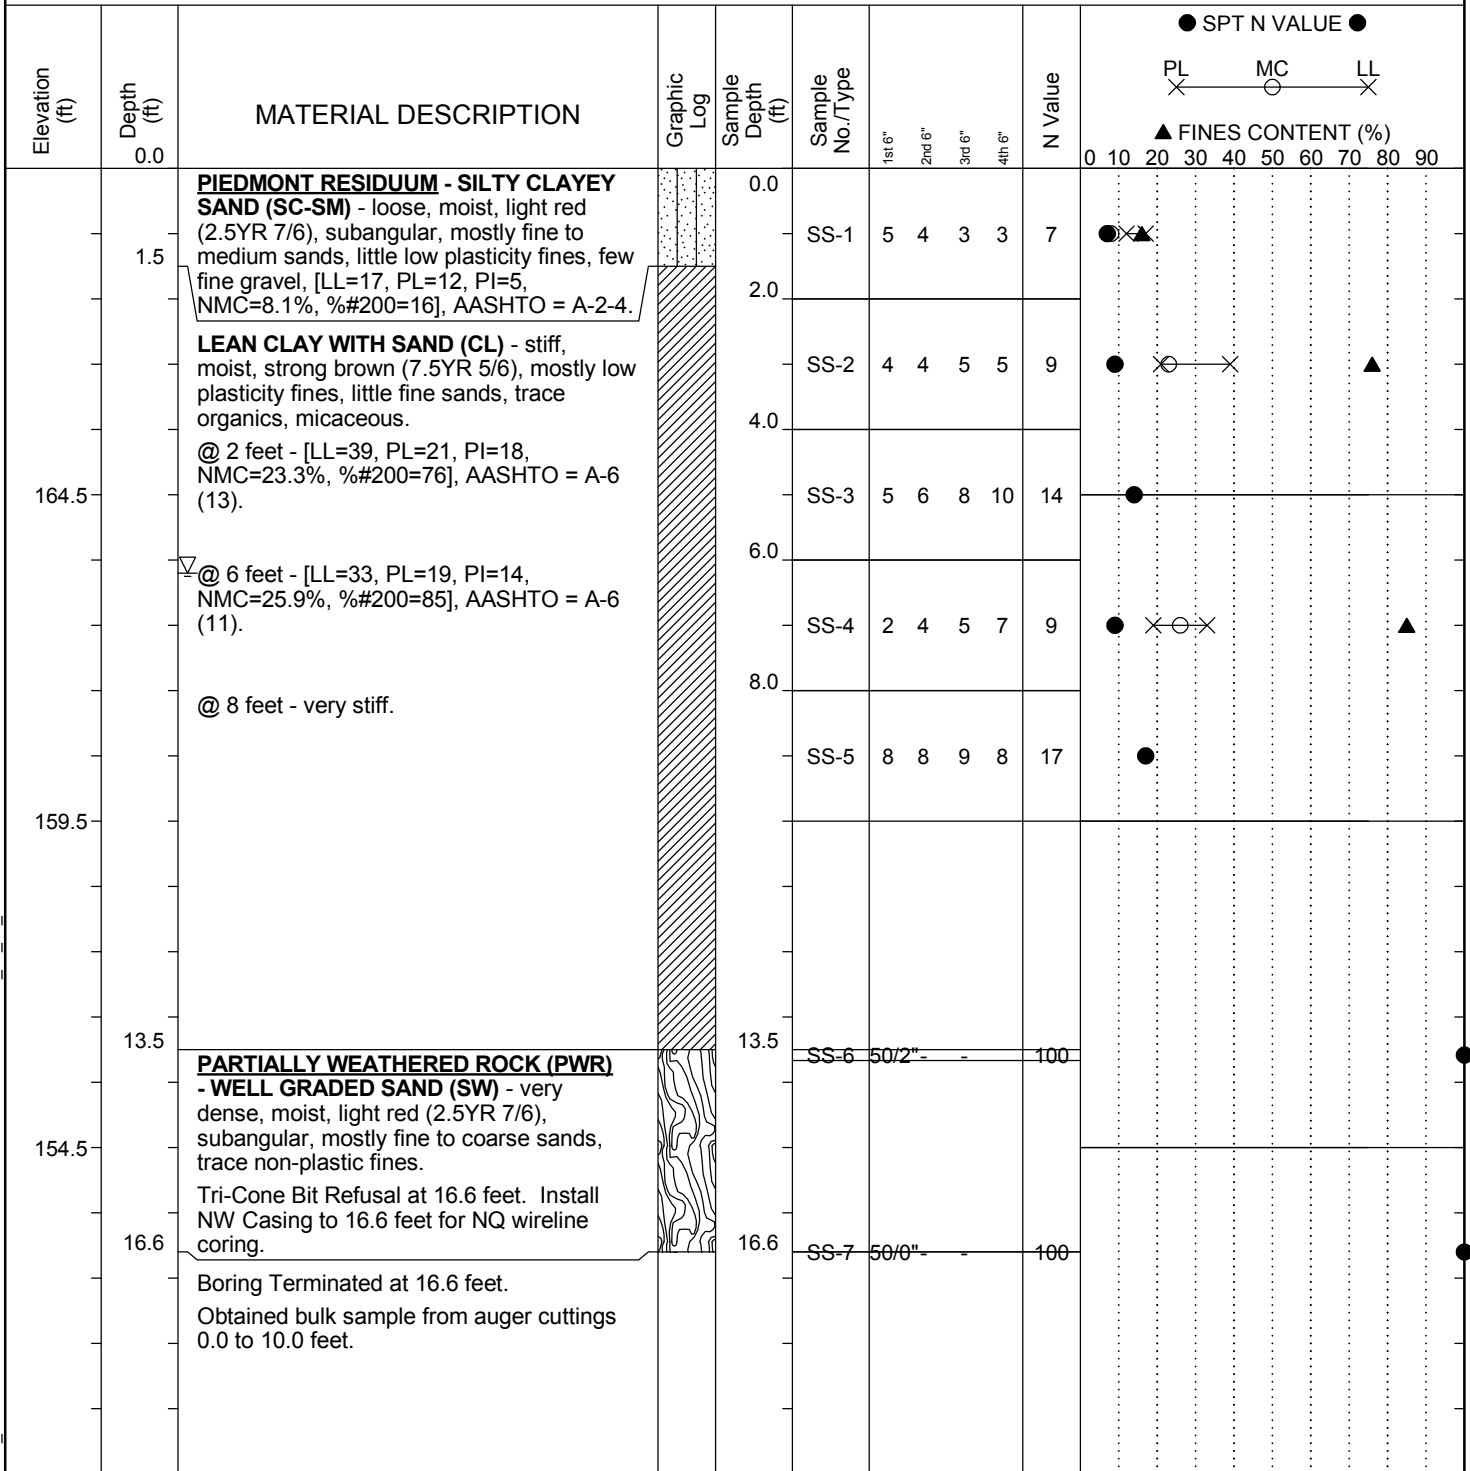 ● SPT N VALUE ●
PL MC LL
▲ FINES CONTENT (%)
0 10 20 30 40 50 60 70 80 90
Elevation
(ft)
Depth
(ft)
0.0
MATERIAL DESCRIPTION
Graphic
Log
Sample
Depth
(ft)
Sample
No./Type
1st 6"
2nd 6"
3rd 6"
4th 6"
N Value
PIEDMONT RESIDUUM - SILTY CLAYEY
SAND (SC-SM) - loose, moist, light red
(2.5YR 7/6), subangular, mostly fine to
medium sands, little low plasticity fines, few
fine gravel, [LL=17, PL=12, PI=5,
NMC=8.1%, %#200=16], AASHTO = A-2-4.
0.0
SS-1 5 4 3 3 7
1.5
2.0
LEAN CLAY WITH SAND (CL) - stiff,
moist, strong brown (7.5YR 5/6), mostly low
plasticity fines, little fine sands, trace
organics, micaceous.
SS-2 4 4 5 5 9
4.0
@ 2 feet - [LL=39, PL=21, PI=18,
NMC=23.3%, %#200=76], AASHTO = A-6
(13).
164.5
SS-3 5 6 8 10 14
6.0
@ 6 feet - [LL=33, PL=19, PI=14,
NMC=25.9%, %#200=85], AASHTO = A-6
(11).
SS-4 2 4 5 7 9
8.0
@ 8 feet - very stiff.
SS-5 8 8 9 8 17
159.5
13.5
13.5
SS-6 50/2" - - 100
PARTIALLY WEATHERED ROCK (PWR)
- WELL GRADED SAND (SW) - very
dense, moist, light red (2.5YR 7/6),
subangular, mostly fine to coarse sands,
trace non-plastic fines.
154.5
Tri-Cone Bit Refusal at 16.6 feet. Install
NW Casing to 16.6 feet for NQ wireline
coring.
16.6
16.6
SS-7 50/0" - - 100
Boring Terminated at 16.6 feet.
Obtained bulk sample from auger cuttings
0.0 to 10.0 feet.